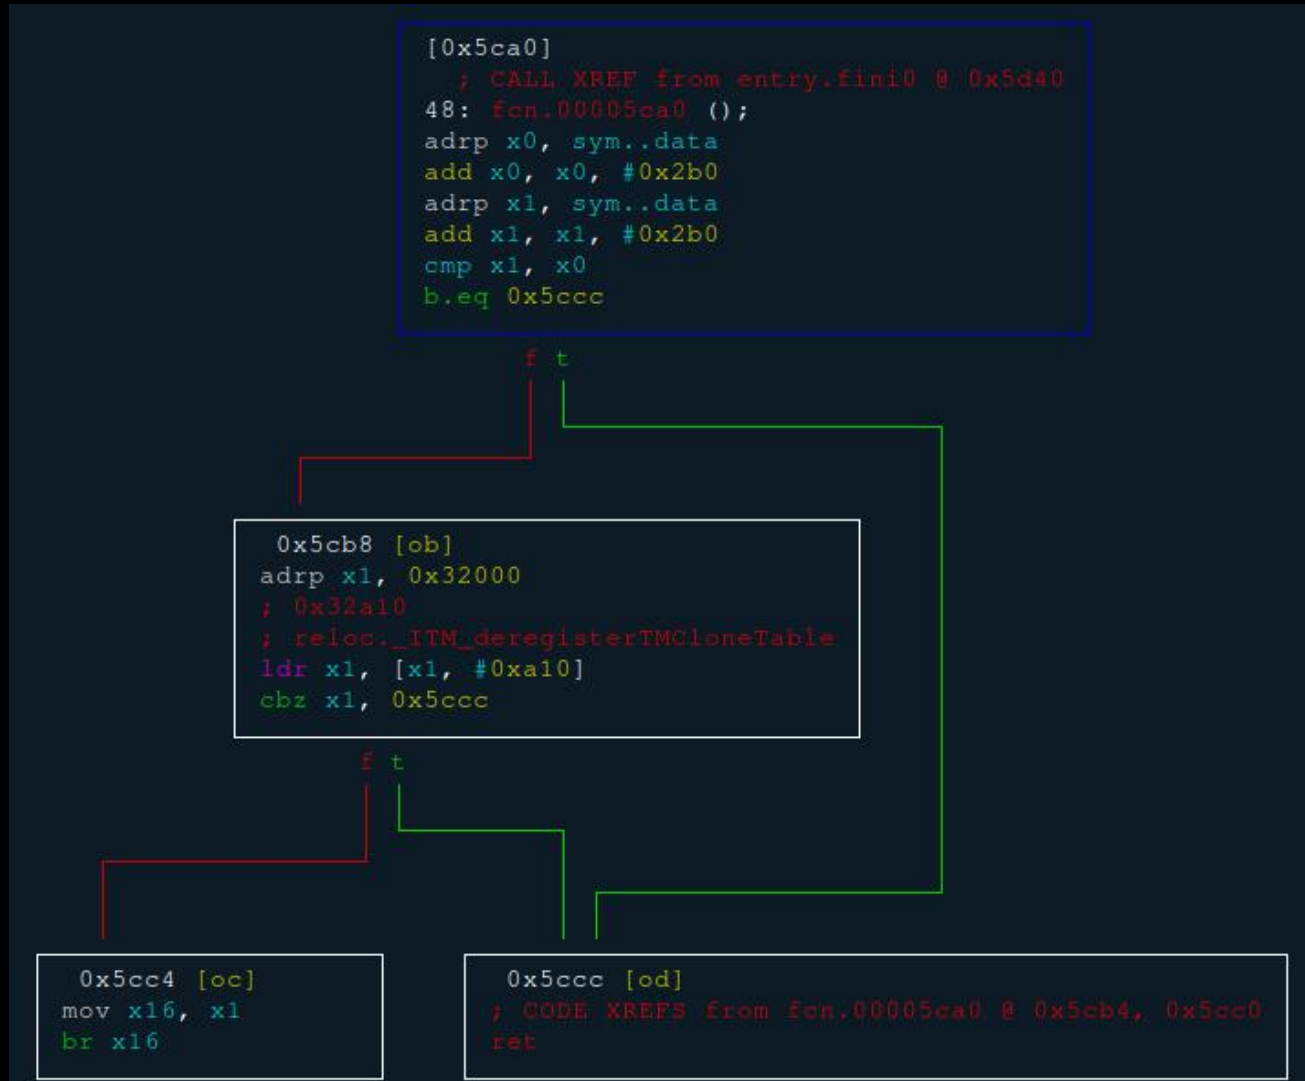 [0x5ca0]
; CALL XREF from entry.fini0 @ 0x5d40
48: fcn.00005ca0 ();
adrp x0, sym..data
add x0, x0, #0x2b0
adrp x1, sym..data
add x1, x1, #0x2b0
cmp x1, x0
b.eq 0x5ccc
f t
0x5cb8 [ob]
adrp x1, 0x32000
; 0x32a10
; reloc._ITM_deregisterTMCloneTable
ldr x1, [x1, #0xa10]
cbz x1, 0x5ccc
f t
0x5cc4 [oc]
mov x16, x1
br x16
0x5ccc [od]
; CODE XREFS from fcn.00005ca0 @ 0x5cb4, 0x5cc0
ret